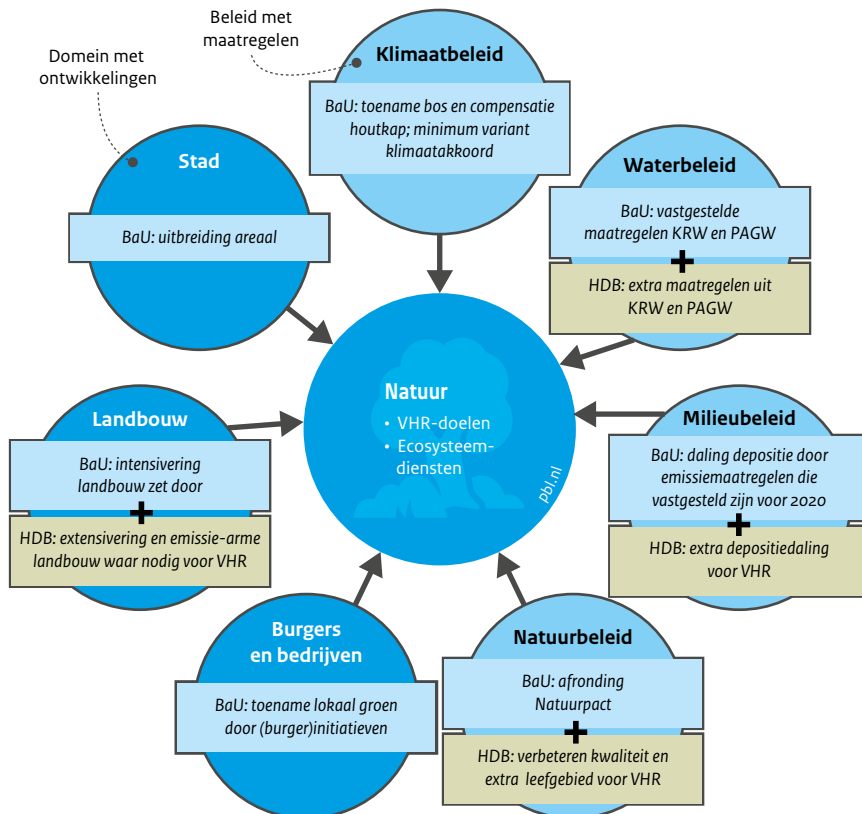 Beleid met
maatregelen
Domein met
ontwikkelingen
Klimaatbeleid
BaU: toename bos en compensatie
houtkap; minimum variant
klimaatakkoord
Stad
BaU: uitbreiding areaal
Waterbeleid
BaU: vastgestelde
maatregelen KRW en PAGW
+
HDB: extra maatregelen uit
KRW en PAGW
Natuur
• VHR-doelen
• Ecosysteem-
diensten
pbl.nl
Landbouw
BaU: intensivering
landbouw zet door
+
HDB: extensivering en emissie-arme
landbouw waar nodig voor VHR
Milieubeleid
BaU: daling depositie door
emissiemaatregelen die
vastgesteld zijn voor 2020
+
HDB: extra depositiedaling
voor VHR
Burgers
en bedrijven
BaU: toename lokaal groen
door (burger)initiatieven
Natuurbeleid
BaU: afronding
Natuurpact
+
HDB: verbeteren kwaliteit en
extra leefgebied voor VHR